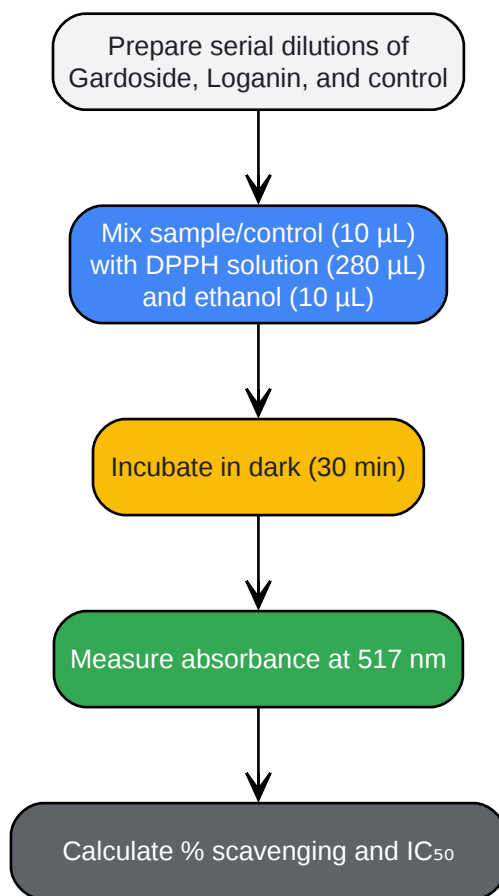 Prepare serial dilutions of
Gardoside, Loganin, and control
Mix sample/control (10 µL)
with DPPH solution (280 µL)
and ethanol (10 µL)
Incubate in dark (30 min)
Measure absorbance at 517 nm
Calculate % scavenging and IC₅₀